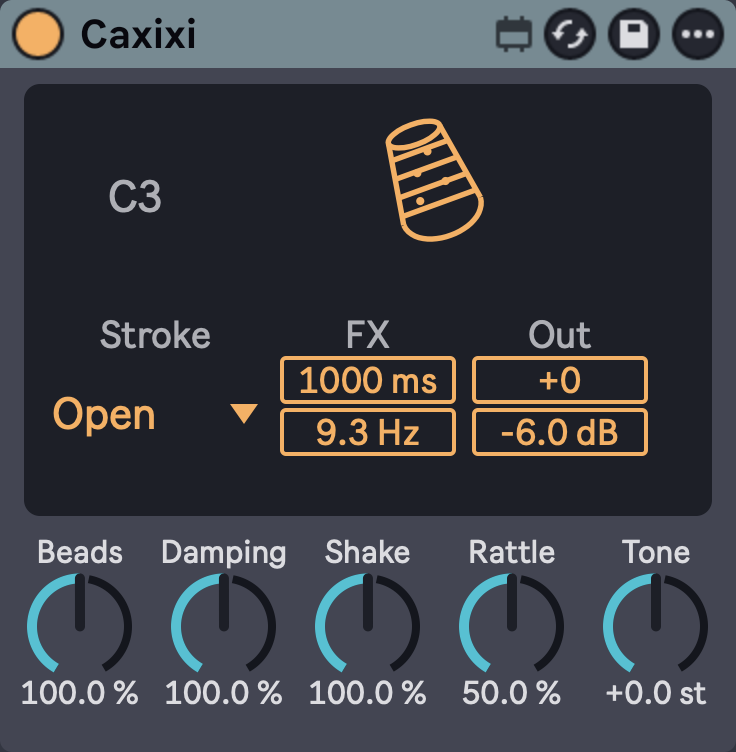 Caxixi
C3
Stroke FX Out
1000 ms +0
Open
9.3 Hz -6.0 dB
Beads Damping Shake Rattle Tone
100.0 % 100.0 % 100.0 % 50.0 % +0.0 st